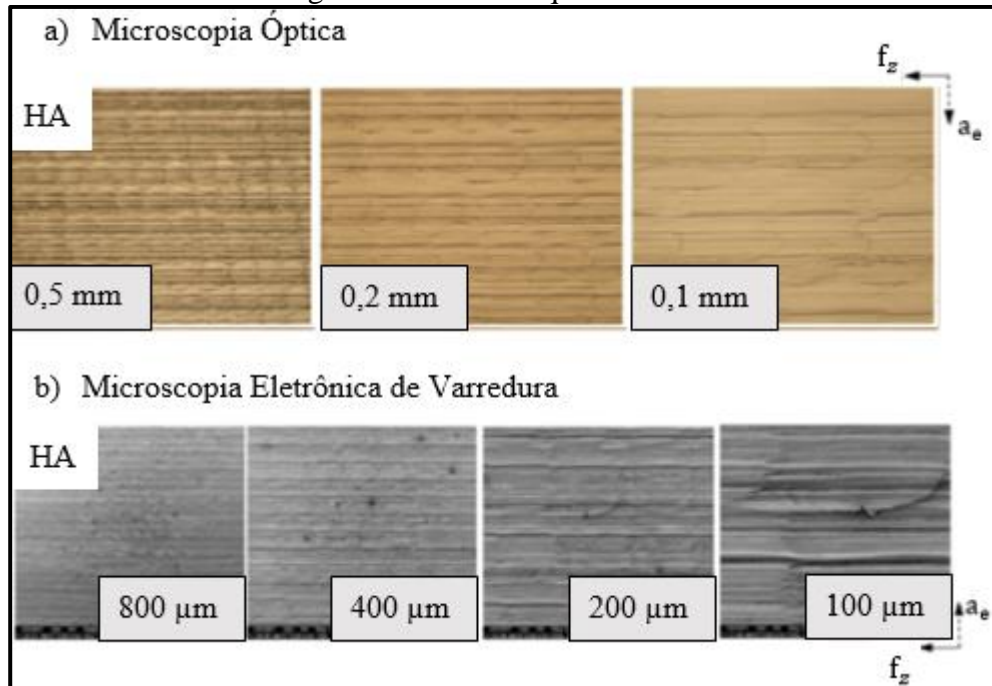 a) Microscopia Óptica
f_z
a_e
HA
0,5 mm
0,2 mm
0,1 mm
b) Microscopia Eletrônica de Varredura
HA
800 µm
400 µm
200 µm
100 µm
a_e
f_z